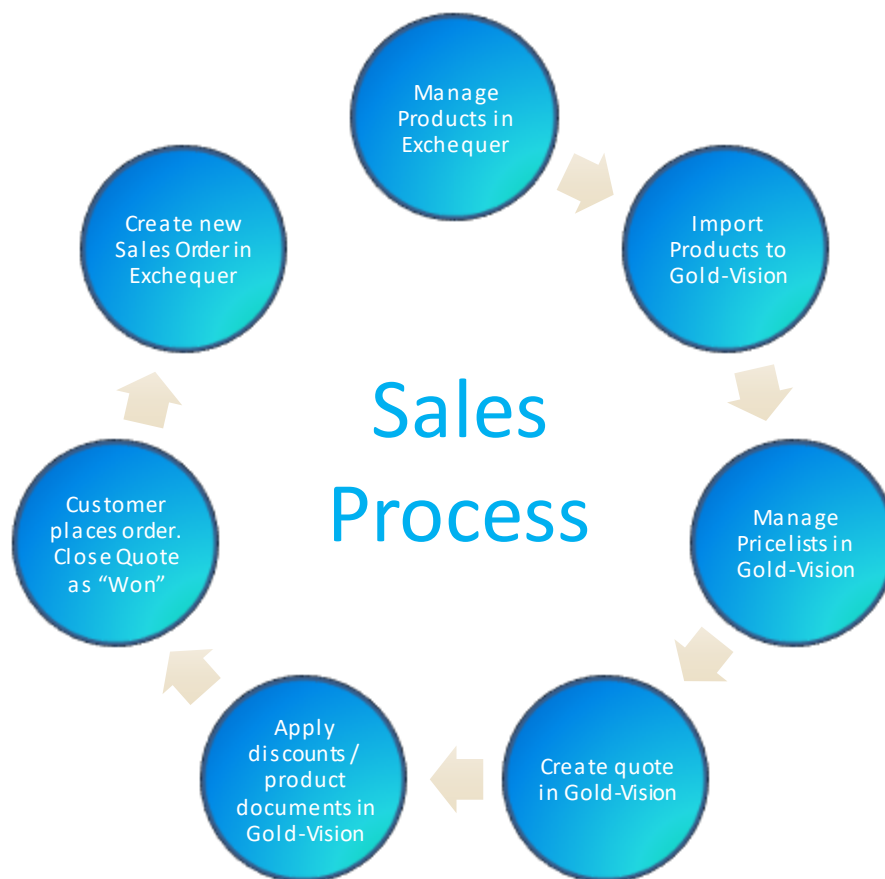 Manage
Products in
Exchequer
Import
Products to
Gold-Vision
Manage
Pricelists in
Gold-Vision
Create quote
in Gold-Vision
Apply
discounts /
product
documents in
Gold-Vision
Customer
places order.
Close Quote
as “Won”
Create new
Sales Order in
Exchequer
Sales
Process